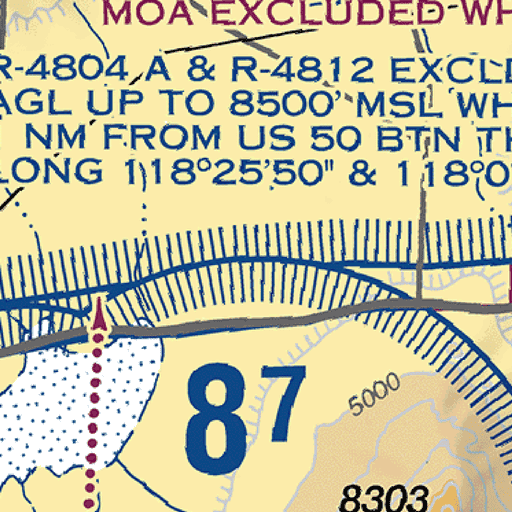 MOA EXCLUDED WH
R-4804 A & R-4812 EXCL
AGL UP TO 8500' MSL WH
NM FROM US 50 BTN TH
LONG 118°25'50" & 118°0
87
5000
8303